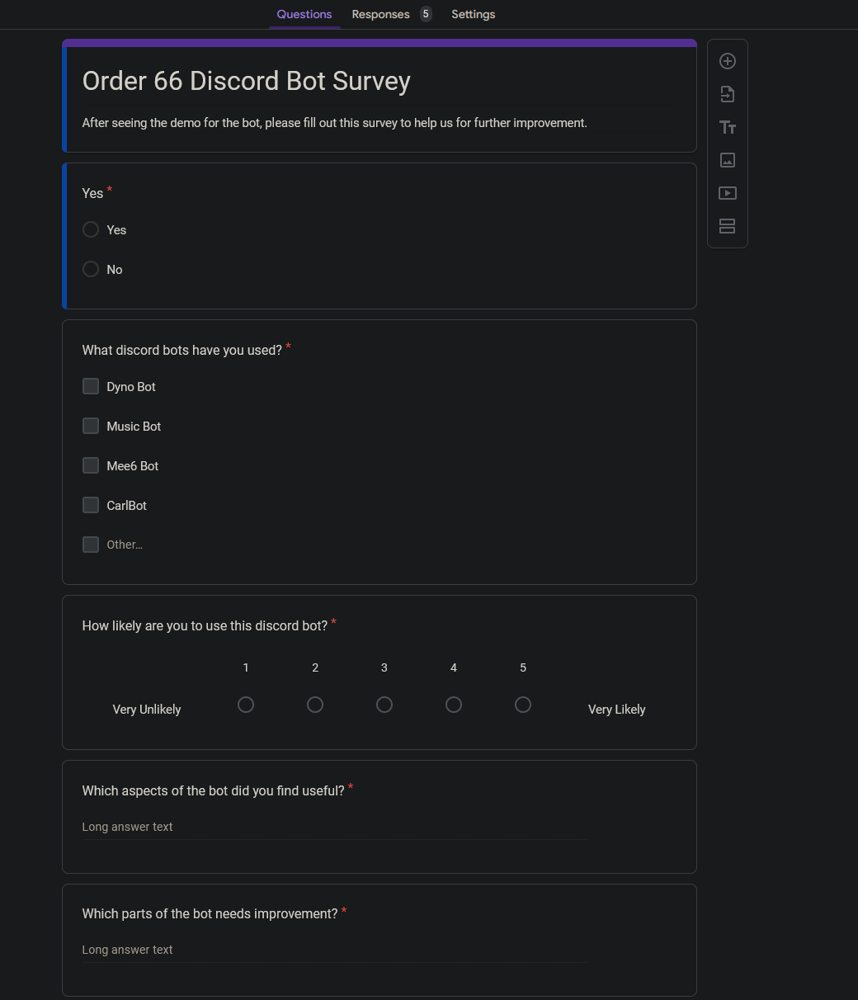 Questions Responses 5 Settings
Order 66 Discord Bot Survey
After seeing the demo for the bot, please fill out this survey to help us for further improvement.
Yes *
Yes
No
What discord bots have you used? *
Dyno Bot
Music Bot
Mee6 Bot
CarlBot
Other...
How likely are you to use this discord bot? *
1 2 3 4 5
Very Unlikely Very Likely
Which aspects of the bot did you find useful? *
Long answer text
Which parts of the bot needs improvement? *
Long answer text